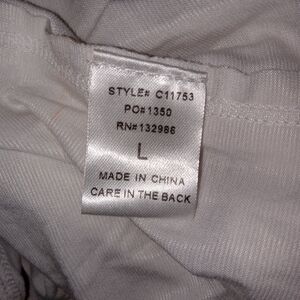 STYLE# C11753
PO#1350
RN#132986
L
MADE IN CHINA
CARE IN THE BACK